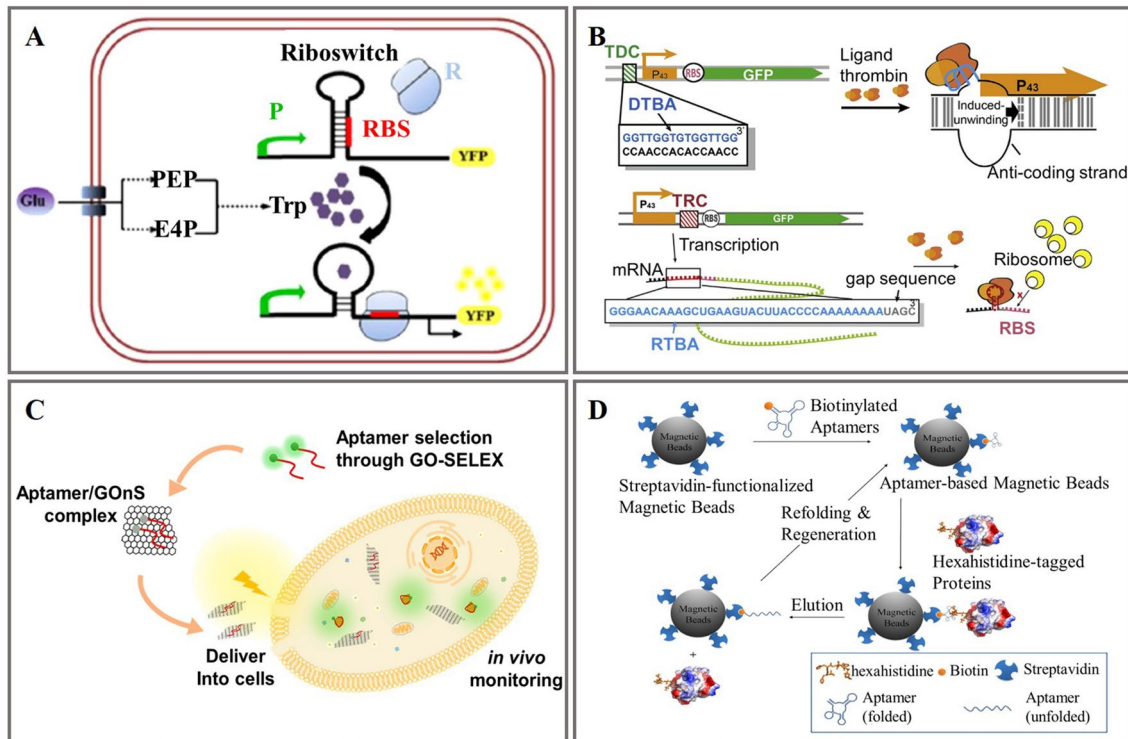 A
Riboswitch
R
P
RBS
YFP
Glu
PEP
E4P
Trp
YFP
B
TDC
P43
RBS
GFP
DTBA
GGTTGGTGTGGTTGG3'
CCAACCACACCAACC
Ligand
thrombin
P43
Induced-
unwinding
Anti-coding strand
P43
TRC
RBS
GFP
Transcription
mRNA
gap sequence
GGGAACAAAGCUGAAGUACUUACCCCAAAAAAAAUAGC3'
RTBA
Ribosome
x
RBS
C
Aptamer selection
through GO-SELEX
Aptamer/GOnS
complex
Deliver
Into cells
in vivo
monitoring
D
Magnetic
Beads
Streptavidin-functionalized
Magnetic Beads
Biotinylated
Aptamers
Magnetic
Beads
Aptamer-based Magnetic Beads
Refolding &
Regeneration
Hexahistidine-tagged
Proteins
Magnetic
Beads
Elution
Magnetic
Beads
+
hexahistidine
Biotin
Streptavidin
Aptamer
(folded)
Aptamer
(unfolded)